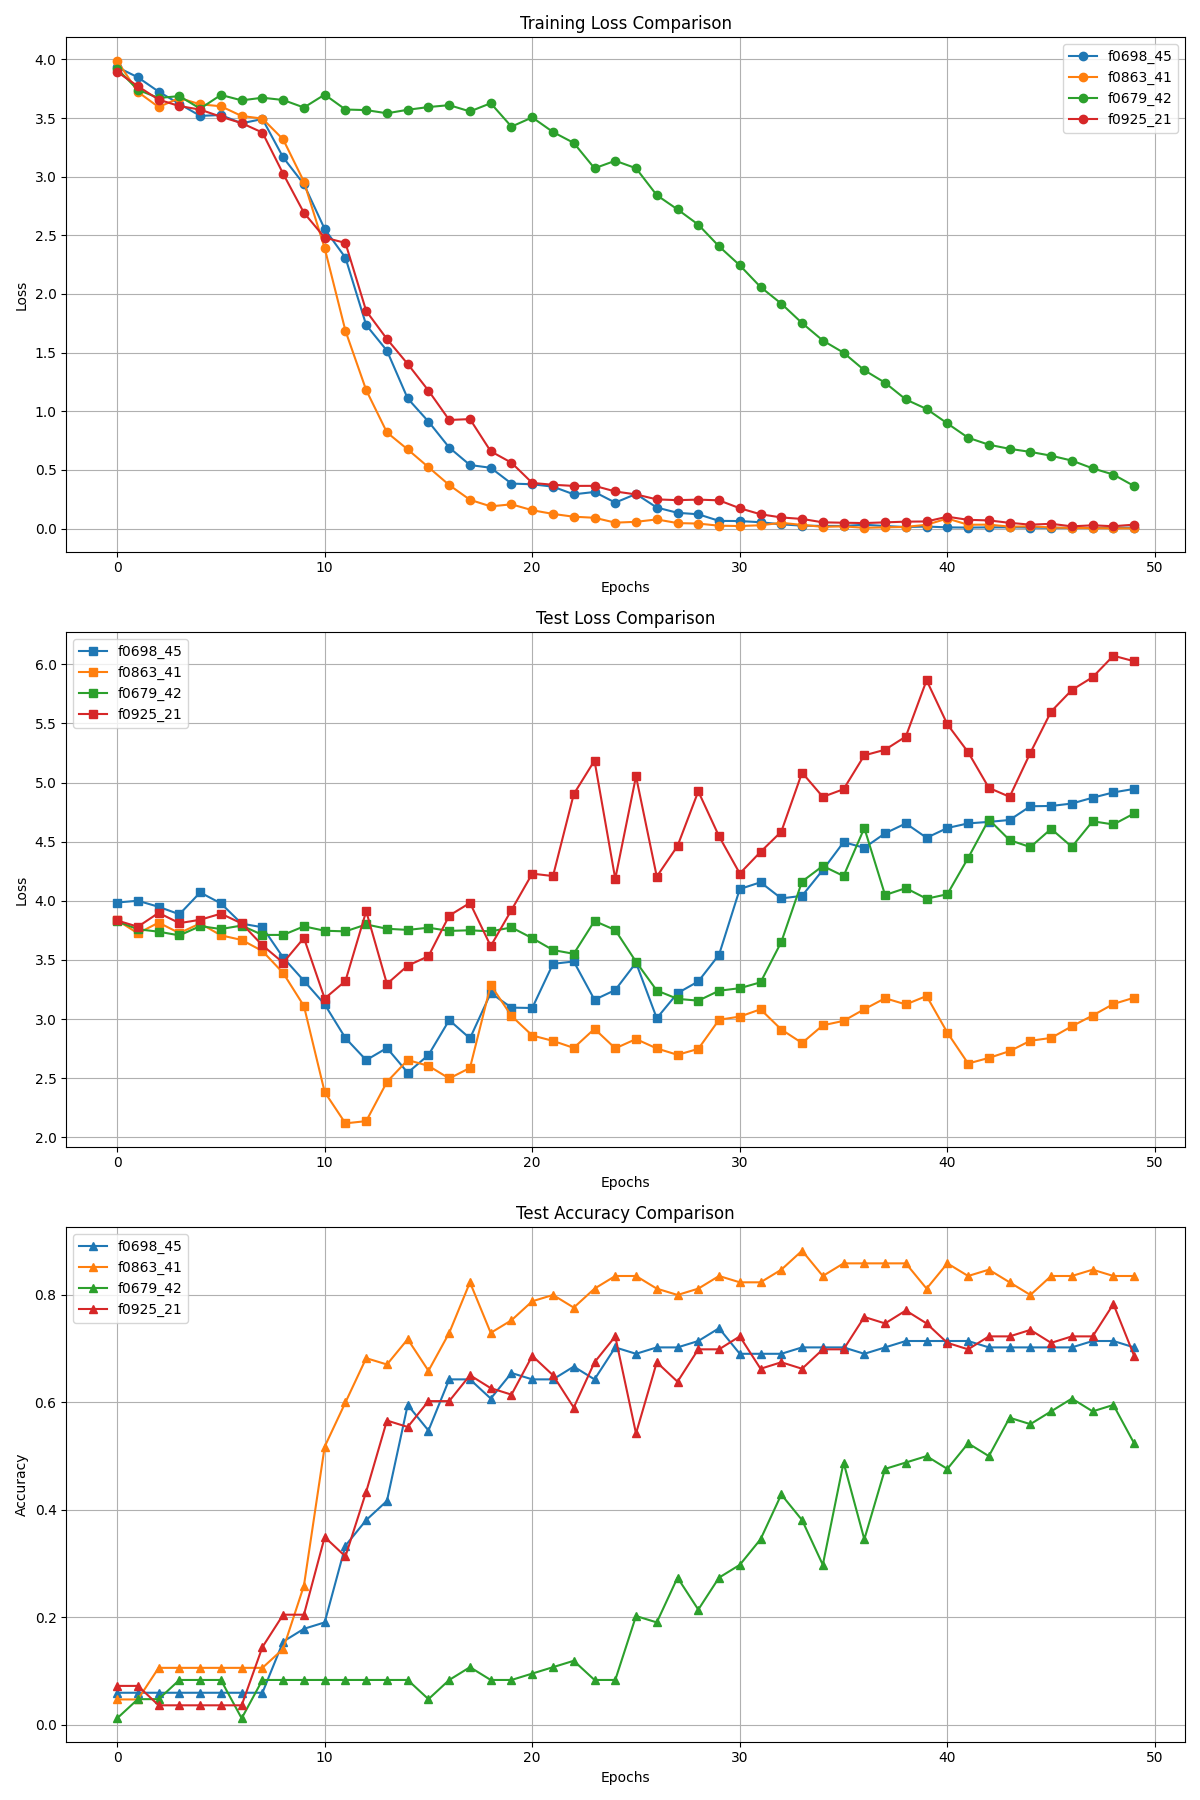 Training Loss Comparison
4.0
3.5
3.0
2.5
2.0
1.5
1.0
0.5
0.0
Loss
f0698_45
f0863_41
f0679_42
f0925_21
0 10 20 30 40 50
Epochs
Test Loss Comparison
6.0
5.5
5.0
4.5
4.0
3.5
3.0
2.5
2.0
Loss
f0698_45
f0863_41
f0679_42
f0925_21
0 10 20 30 40 50
Epochs
Test Accuracy Comparison
0.8
0.6
0.4
0.2
0.0
Accuracy
f0698_45
f0863_41
f0679_42
f0925_21
0 10 20 30 40 50
Epochs